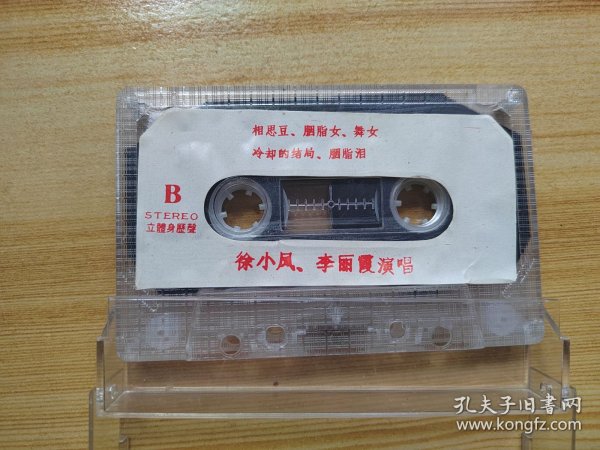 相思豆、胭脂女、舞女
冷却的结局、胭脂泪
B
STEREO
立體身歷聲
徐小凤、李丽霞演唱
孔夫子旧書网
www.kongfz.com